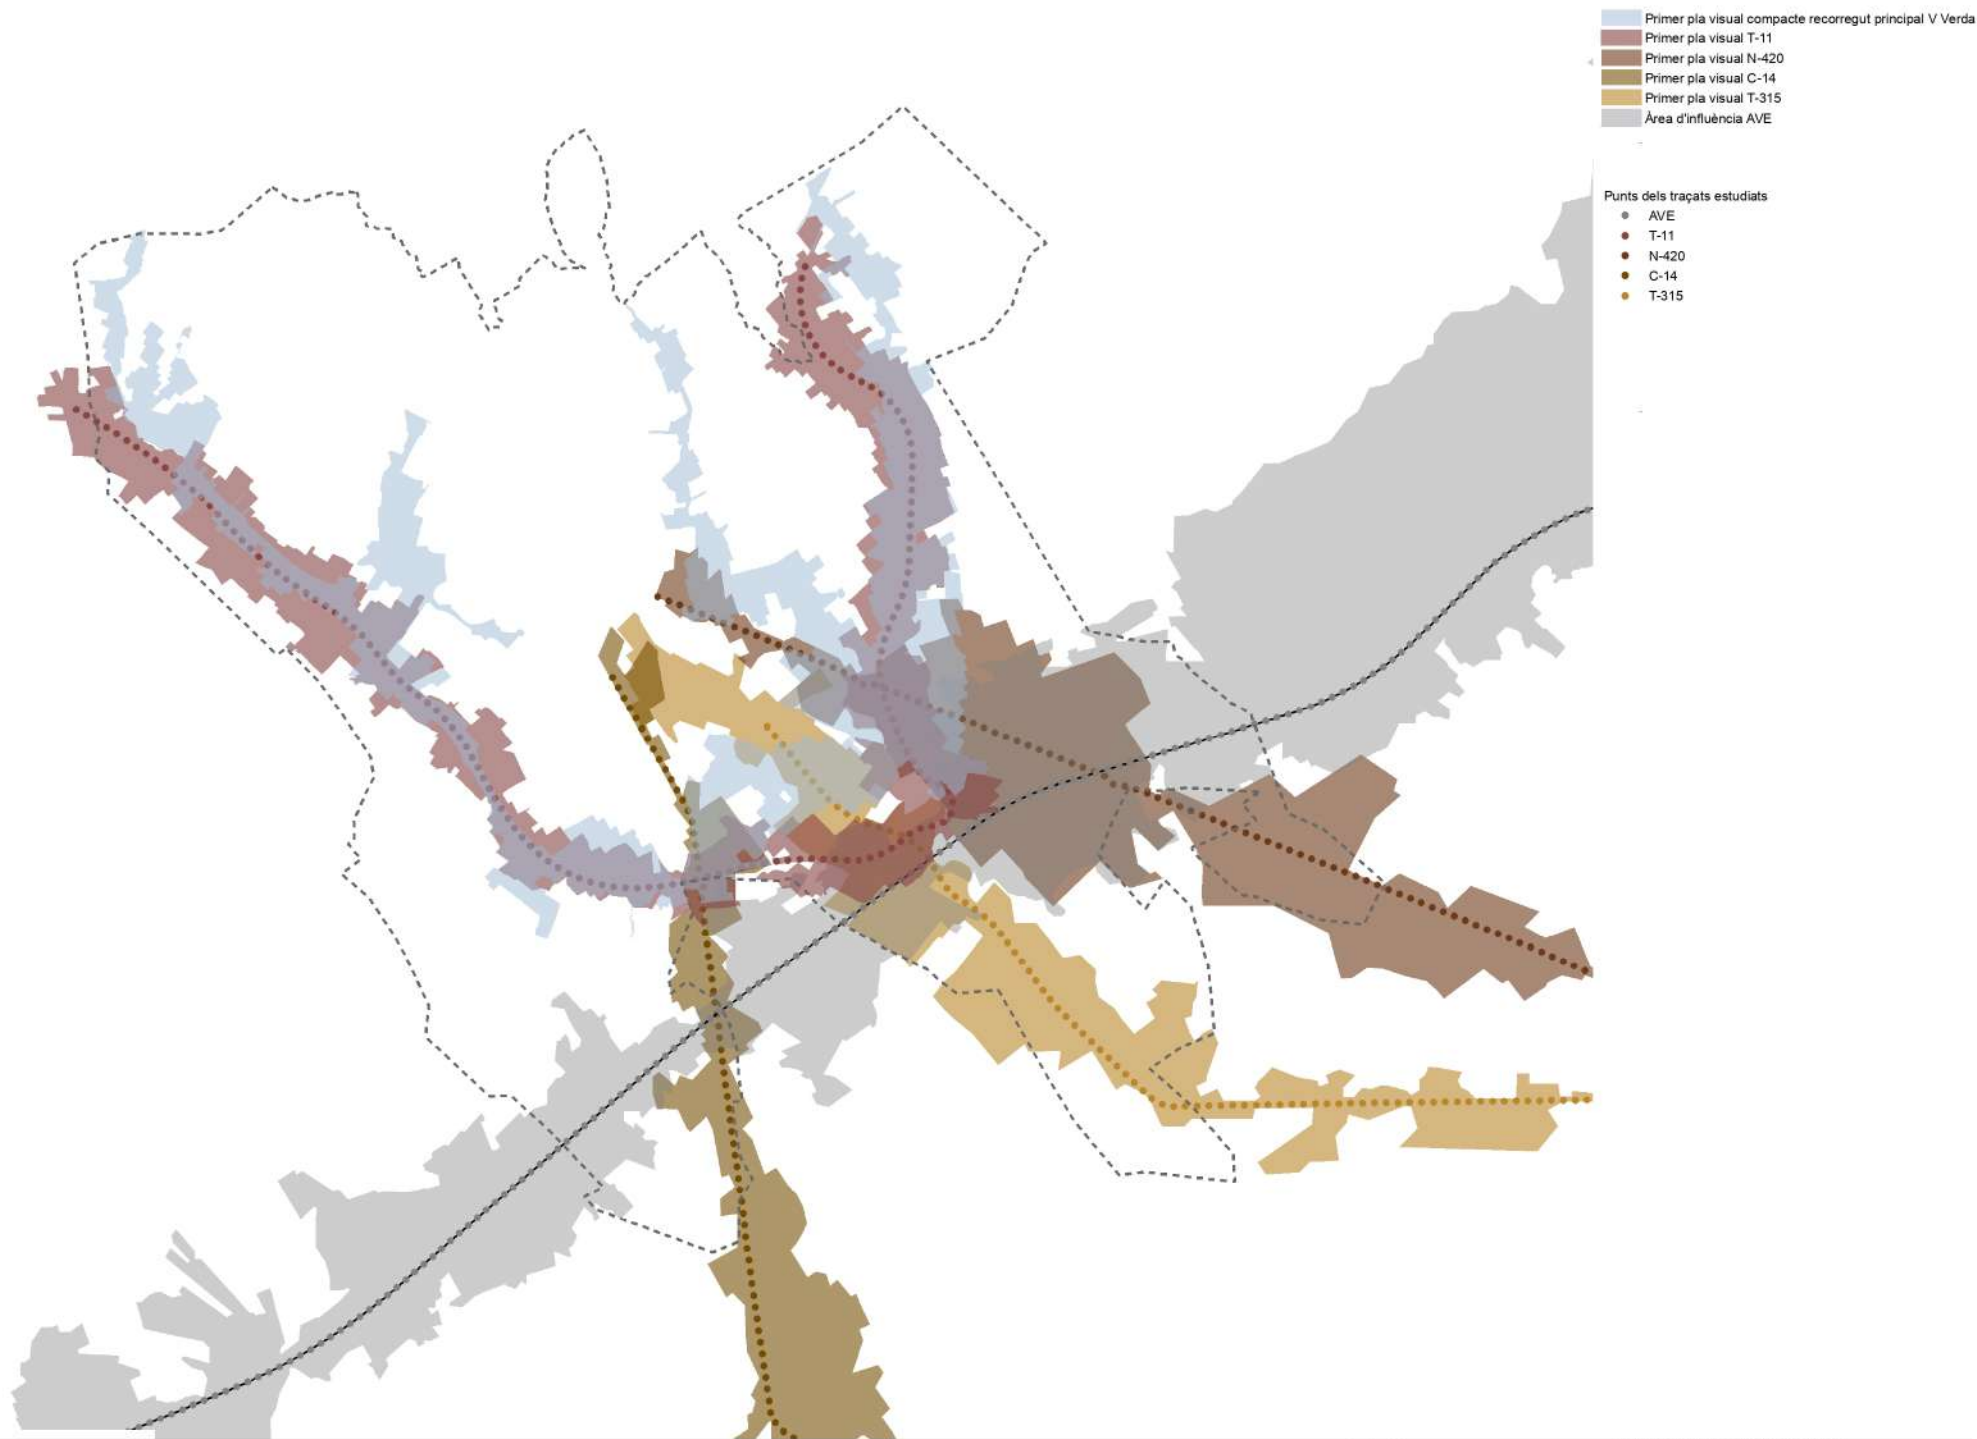 Primer pla visual compacte recorregut principal V Verda
Primer pla visual T-11
Primer pla visual N-420
Primer pla visual C-14
Primer pla visual T-315
Àrea d'influència AVE
Punts dels traçats estudiats
AVE
T-11
N-420
C-14
T-315